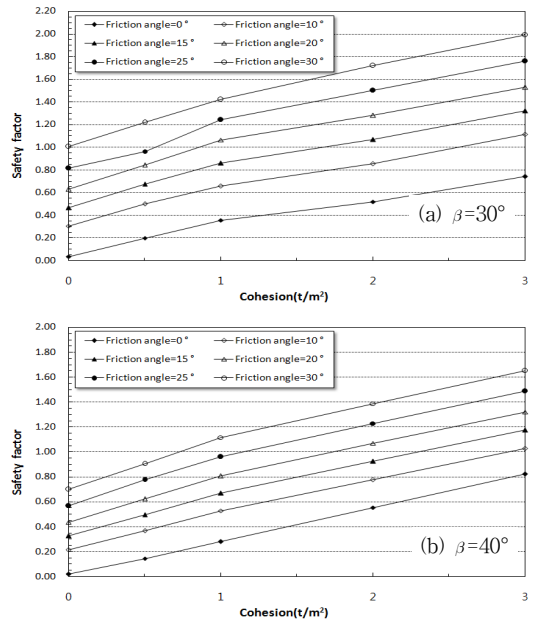 2.20
2.00
1.80
1.60
1.40
1.20
1.00
0.80
0.60
0.40
0.20
0.00
Safety factor
Friction angle=0 ° Friction angle=10 °
Friction angle=15 ° Friction angle=20 °
Friction angle=25 ° Friction angle=30 °
(a) β=30°
0 1 2 3
Cohesion(t/m²)
2.00
1.80
1.60
1.40
1.20
1.00
0.80
0.60
0.40
0.20
0.00
Safety factor
Friction angle=0 ° Friction angle=10 °
Friction angle=15 ° Friction angle=20 °
Friction angle=25 ° Friction angle=30 °
(b) β=40°
0 1 2 3
Cohesion(t/m²)